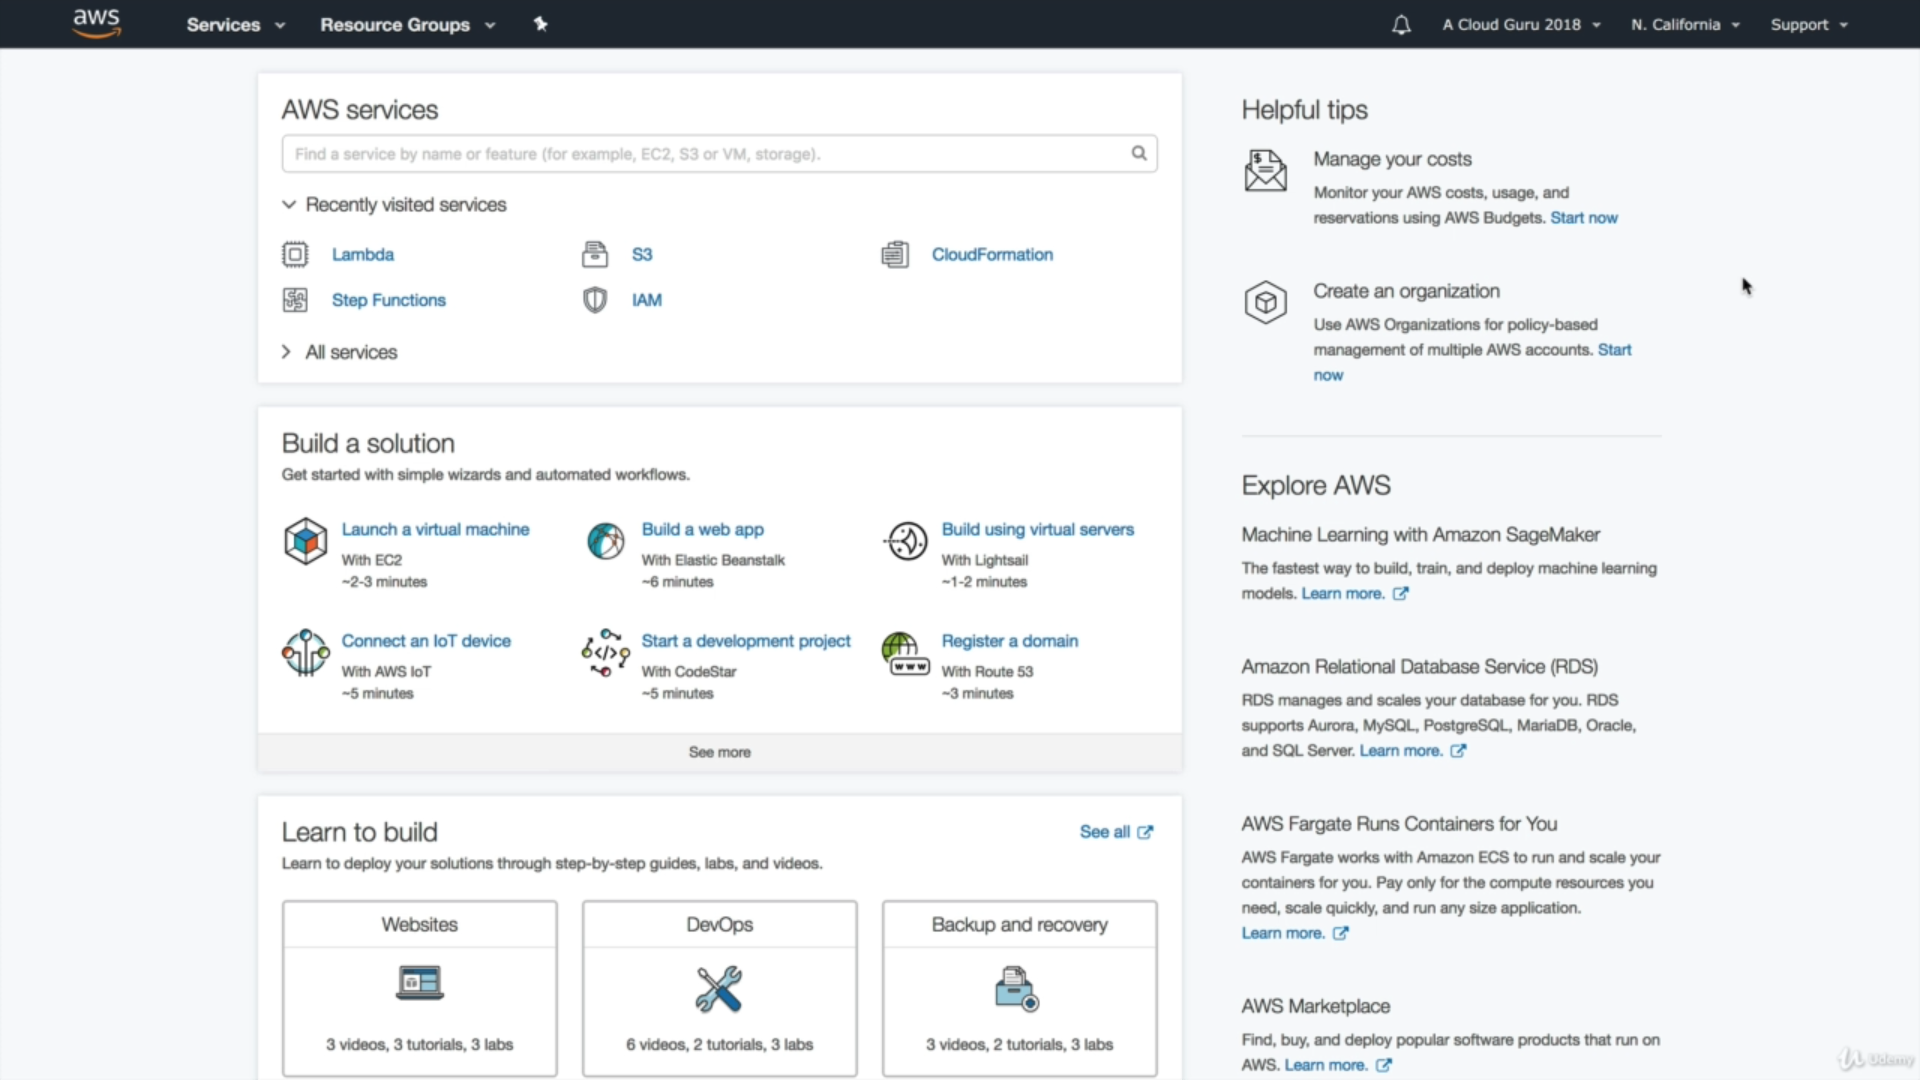 aws
Services
Resource Groups
A Cloud Guru 2018
N. California
Support
AWS services
Find a service by name or feature (for example, EC2, S3 or VM, storage).
Recently visited services
Lambda
S3
CloudFormation
Step Functions
IAM
All services
Build a solution
Get started with simple wizards and automated workflows.
Launch a virtual machine
With EC2
~2-3 minutes
Build a web app
With Elastic Beanstalk
~6 minutes
Build using virtual servers
With Lightsail
~1-2 minutes
Connect an IoT device
With AWS IoT
~5 minutes
Start a development project
With CodeStar
~5 minutes
Register a domain
With Route 53
~3 minutes
www
See more
Learn to build
See all
Learn to deploy your solutions through step-by-step guides, labs, and videos.
Websites
3 videos, 3 tutorials, 3 labs
DevOps
6 videos, 2 tutorials, 3 labs
Backup and recovery
3 videos, 2 tutorials, 3 labs
Helpful tips
Manage your costs
Monitor your AWS costs, usage, and
reservations using AWS Budgets. Start now
Create an organization
Use AWS Organizations for policy-based
management of multiple AWS accounts. Start
now
Explore AWS
Machine Learning with Amazon SageMaker
The fastest way to build, train, and deploy machine learning
models. Learn more.
Amazon Relational Database Service (RDS)
RDS manages and scales your database for you. RDS
supports Aurora, MySQL, PostgreSQL, MariaDB, Oracle,
and SQL Server. Learn more.
AWS Fargate Runs Containers for You
AWS Fargate works with Amazon ECS to run and scale your
containers for you. Pay only for the compute resources you
need, scale quickly, and run any size application.
Learn more.
AWS Marketplace
Find, buy, and deploy popular software products that run on
AWS. Learn more.
Udemy